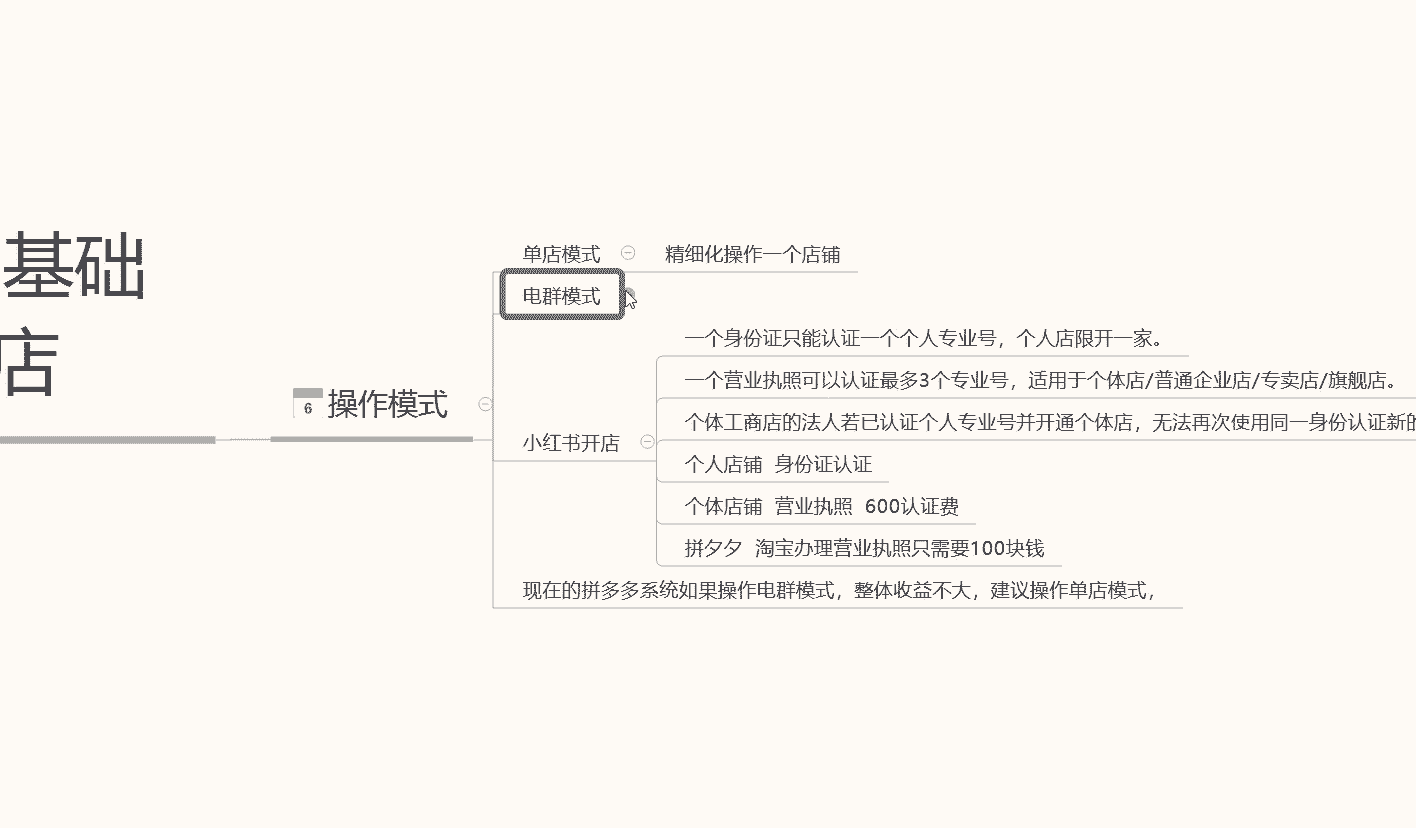 基础
店
6 操作模式
单店模式 精细化操作一个店铺
电群模式
小红书开店
一个身份证只能认证一个个人专业号，个人店限开一家。
一个营业执照可以认证最多3个专业号，适用于个体店/普通企业店/专卖店/旗舰店。
个体工商店的法人若已认证个人专业号并开通个体店，无法再次使用同一身份认证新的
个人店铺 身份证认证
个体店铺 营业执照 600认证费
拼夕夕 淘宝办理营业执照只需要100块钱
现在的拼多多系统如果操作电群模式，整体收益不大，建议操作单店模式，